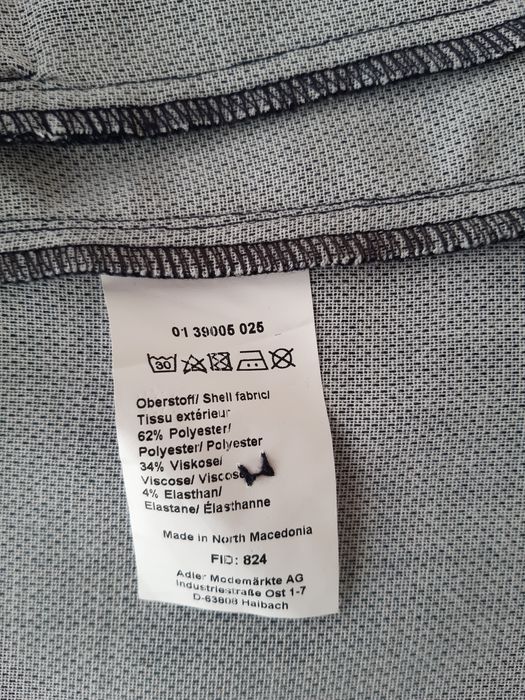 01 39005 025
30
Oberstoff/ Shell fabric/
Tissu extérieur
62% Polyester/
Polyester/ Polyester
34% Viskose/
Viscose/ Viscose
4% Elasthan/
Elastane/ Élasthanne
Made in North Macedonia
FID: 824
Adler Modemärkte AG
Industriestraße Ost 1-7
D-63808 Haibach